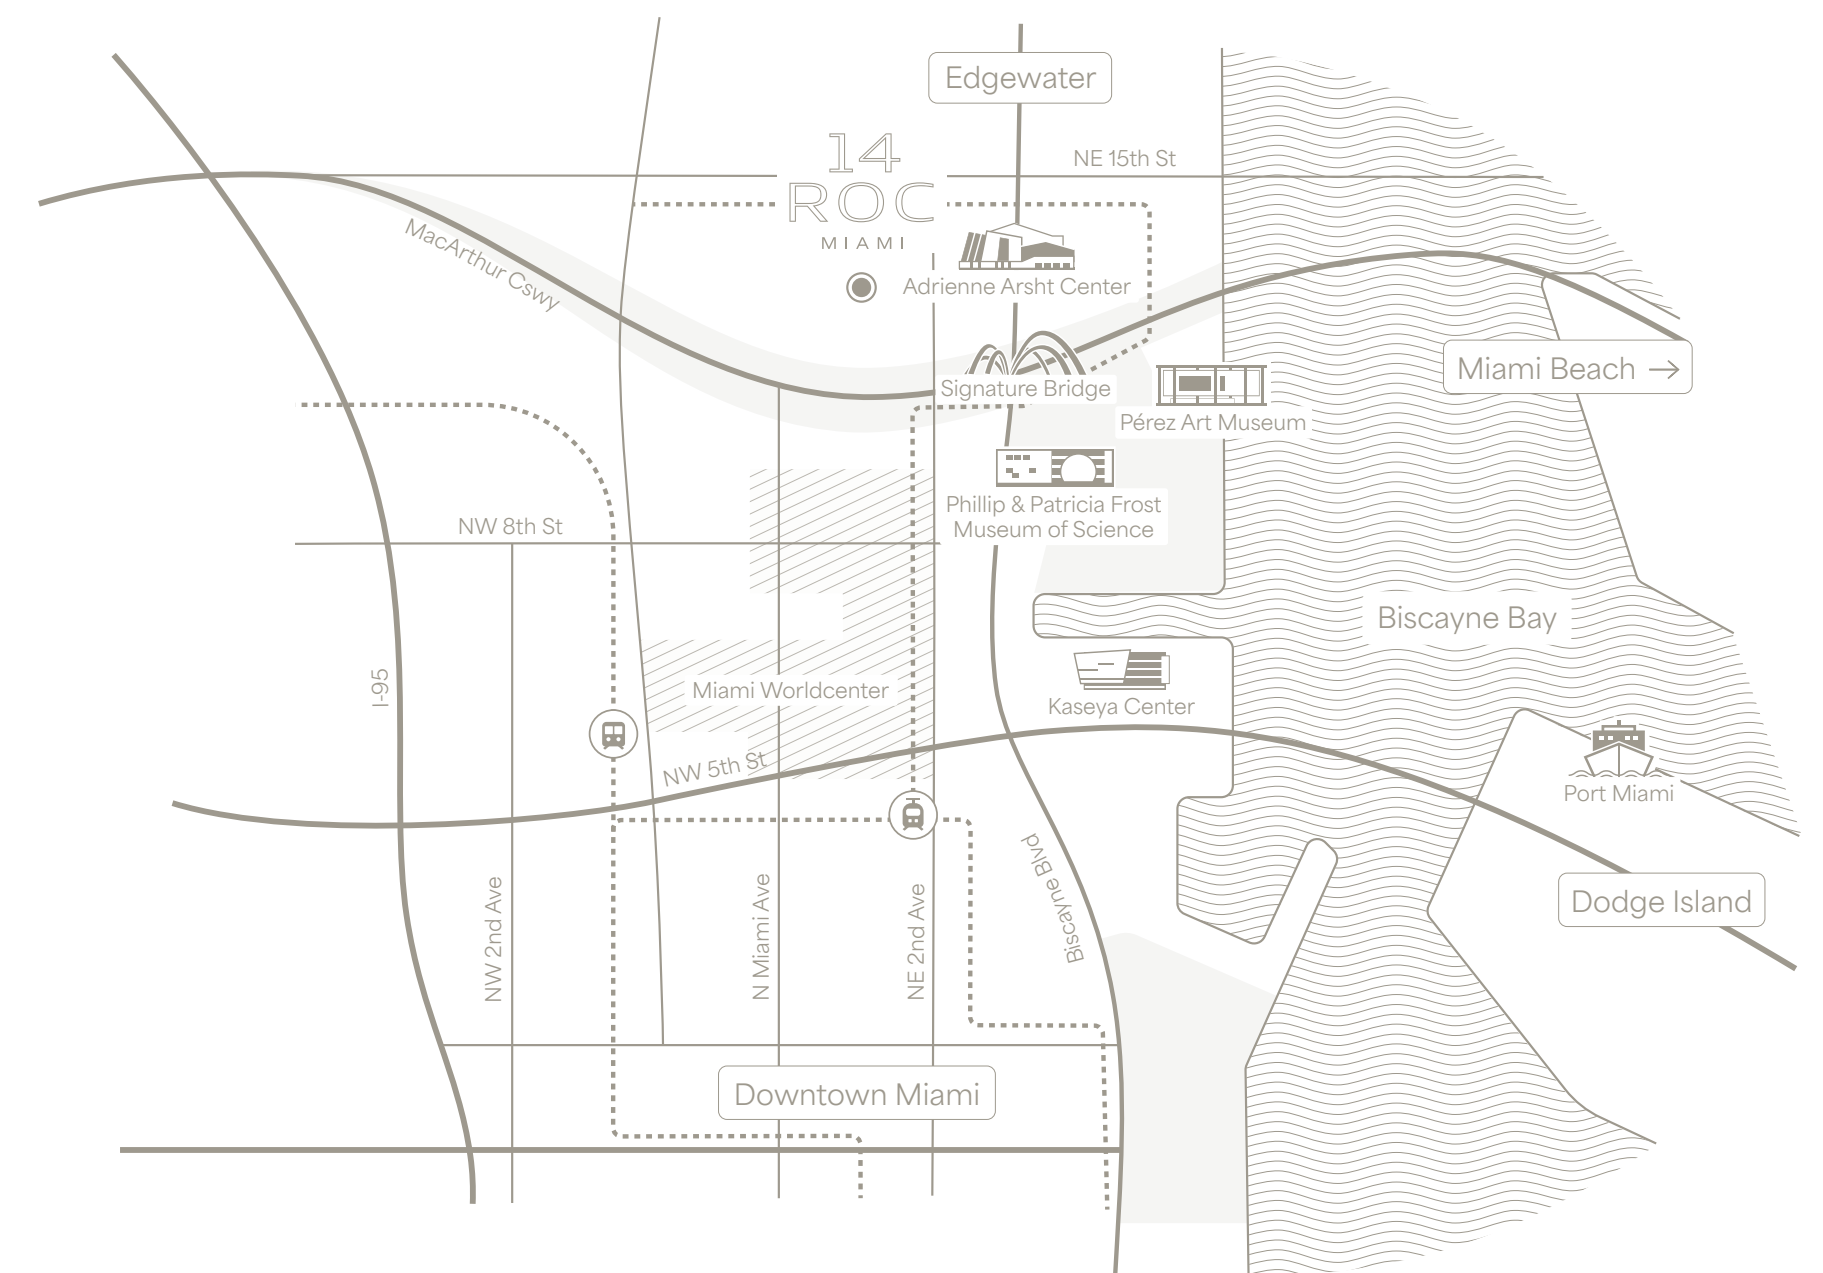 Edgewater
14
ROC
MIAMI
NE 15th St
MacArthur Cswy
Adrienne Arsht Center
Signature Bridge
Miami Beach →
Pérez Art Museum
Phillip & Patricia Frost
Museum of Science
NW 8th St
Biscayne Bay
I-95
Miami Worldcenter
Kaseya Center
NW 5th St
Port Miami
Biscayne Blvd
Dodge Island
NW 2nd Ave
N Miami Ave
NE 2nd Ave
Downtown Miami